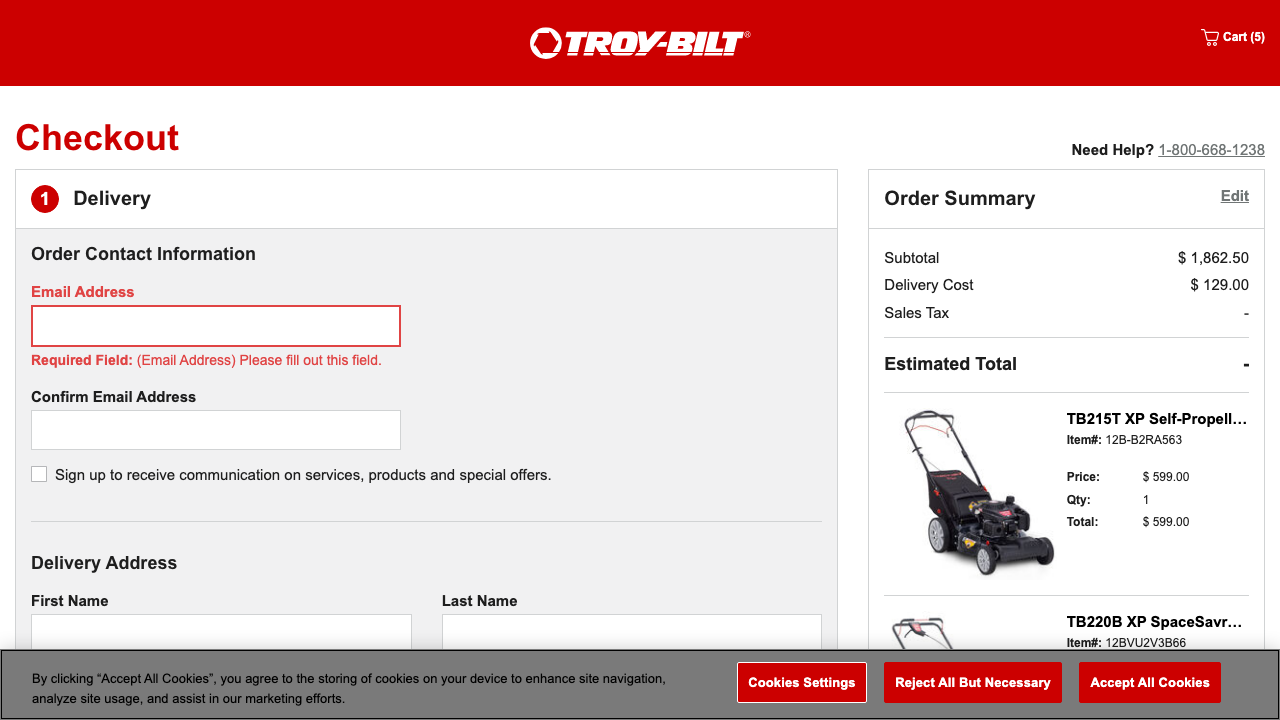 TROY-BILT®
Cart (5)
Checkout
Need Help? 1-800-668-1238
1 Delivery
Order Contact Information
Email Address
Required Field: (Email Address) Please fill out this field.
Confirm Email Address
Sign up to receive communication on services, products and special offers.
Delivery Address
First Name
Last Name
Order Summary
Edit
Subtotal $ 1,862.50
Delivery Cost $ 129.00
Sales Tax -
Estimated Total -
TB215T XP Self-Propell...
Item#: 12B-B2RA563
Price: $ 599.00
Qty: 1
Total: $ 599.00
TB220B XP SpaceSavr...
Item#: 12BVU2V3B66
By clicking “Accept All Cookies”, you agree to the storing of cookies on your device to enhance site navigation,
analyze site usage, and assist in our marketing efforts.
Cookies Settings
Reject All But Necessary
Accept All Cookies